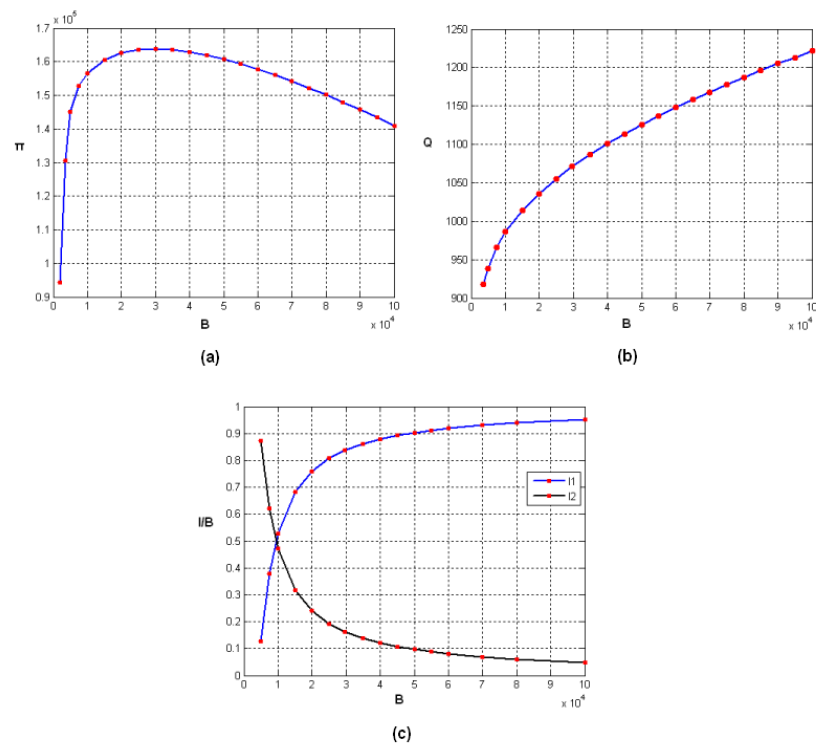 x 10^5
1.7
1.6
1.5
1.4
π
1.3
1.2
1.1
1
0.9
0 1 2 3 4 5 6 7 8 9 10
B
x 10^4
(a)
1250
1200
1150
Q
1100
1050
1000
950
900
0 1 2 3 4 5 6 7 8 9 10
B
x 10^4
(b)
1
0.9
0.8
0.7
0.6
I/B
0.5
0.4
0.3
0.2
0.1
0
I1
I2
0 1 2 3 4 5 6 7 8 9 10
B
x 10^4
(c)